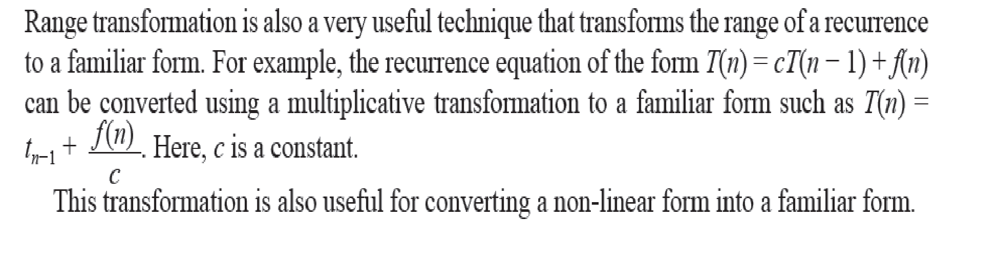 Range transformation is also a very useful technique that transforms the range of a recurrence
to a familiar form. For example, the recurrence equation of the form T(n) = cT(n − 1) + f(n)
can be converted using a multiplicative transformation to a familiar form such as T(n) =
tₙ₋₁ + f(n)/c. Here, c is a constant.
This transformation is also useful for converting a non-linear form into a familiar form.